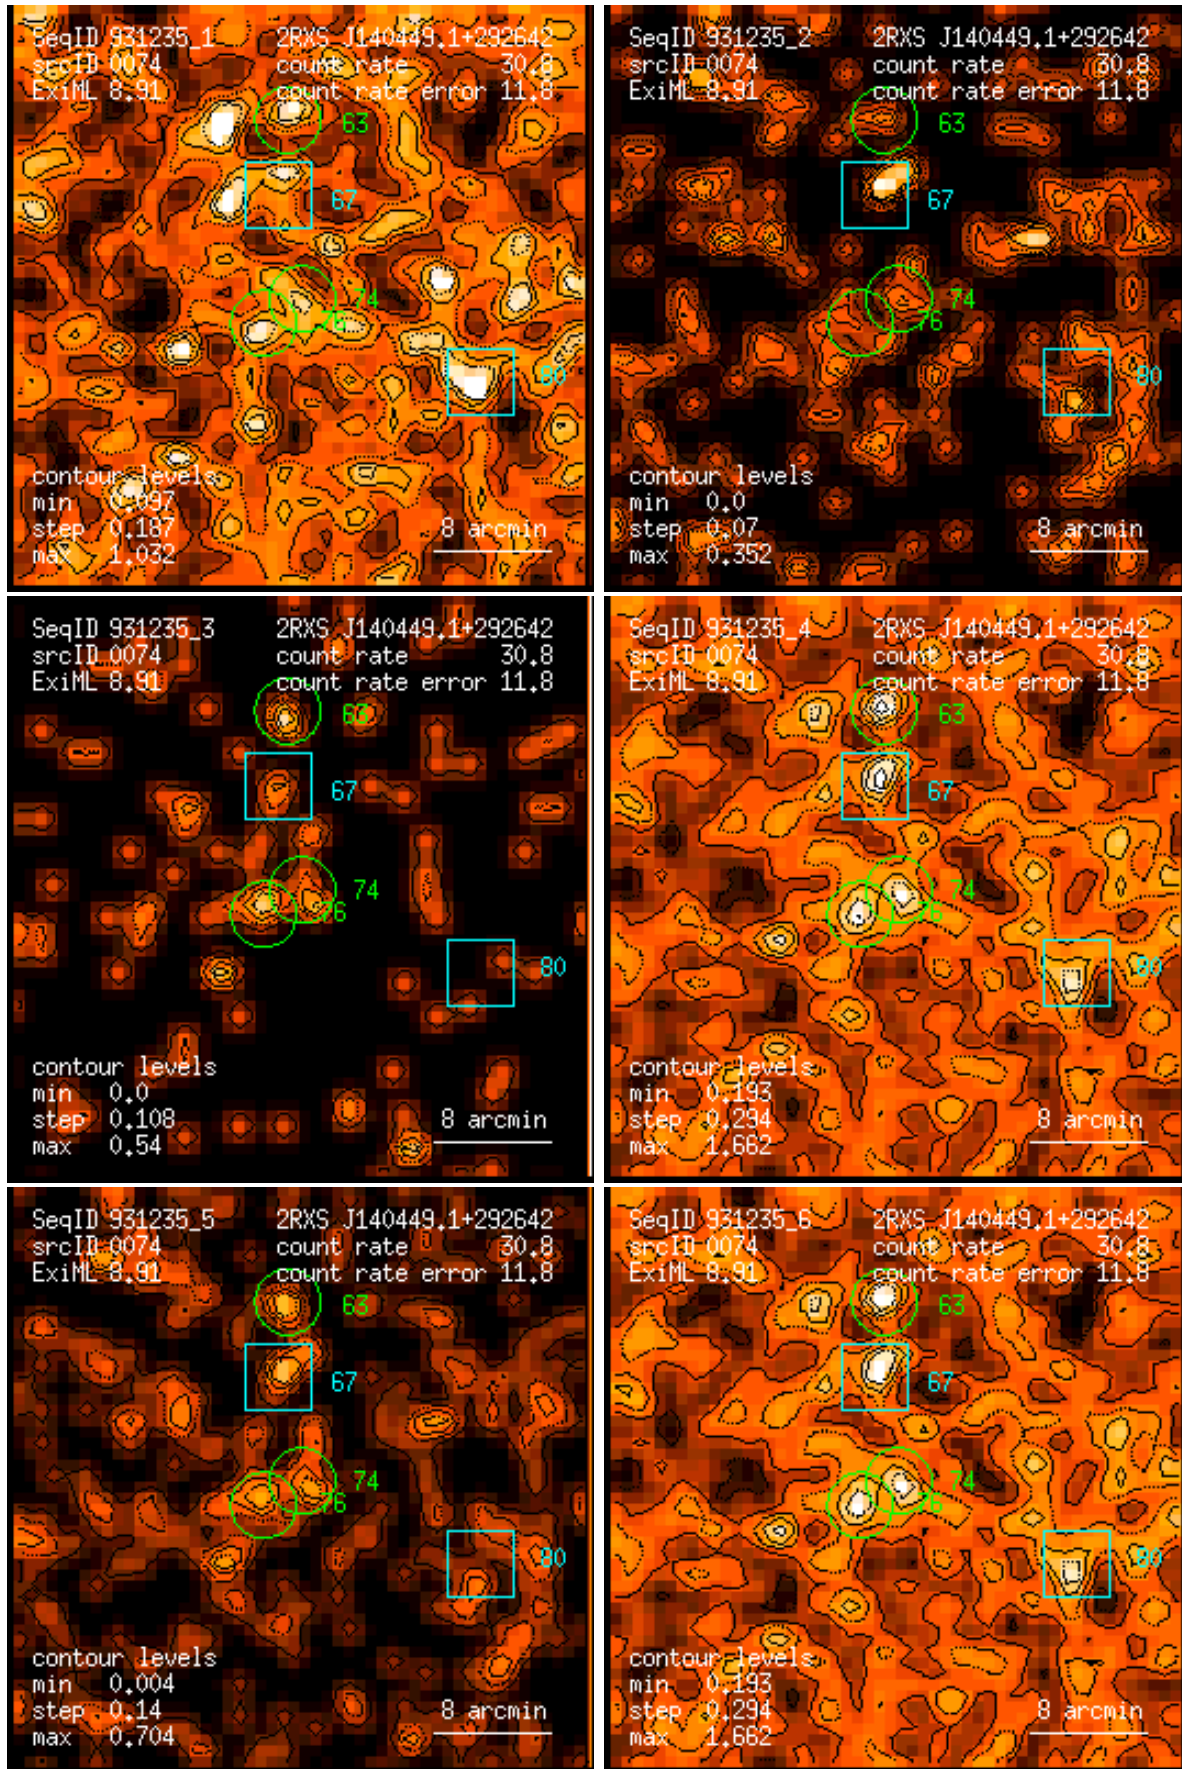 SeqID 931235_1 2RXS J140449.1+292642
srcID 0074 count rate 30.8
ExiML 8.91 count rate error 11.8
63
67
74
76
80
contour levels
min 0.097
step 0.187 8 arcmin
max 1.032
SeqID 931235_2 2RXS J140449.1+292642
srcID 0074 count rate 30.8
ExiML 8.91 count rate error 11.8
63
67
74
76
80
contour levels
min 0.0
step 0.07 8 arcmin
max 0.352
SeqID 931235_3 2RXS J140449.1+292642
srcID 0074 count rate 30.8
ExiML 8.91 count rate error 11.8
63
67
74
76
80
contour levels
min 0.0
step 0.108 8 arcmin
max 0.54
SeqID 931235_4 2RXS J140449.1+292642
srcID 0074 count rate 30.8
ExiML 8.91 count rate error 11.8
63
67
74
76
80
contour levels
min 0.193
step 0.294 8 arcmin
max 1.662
SeqID 931235_5 2RXS J140449.1+292642
srcID 0074 count rate 30.8
ExiML 8.91 count rate error 11.8
63
67
74
76
80
contour levels
min 0.004
step 0.14 8 arcmin
max 0.704
SeqID 931235_6 2RXS J140449.1+292642
srcID 0074 count rate 30.8
ExiML 8.91 count rate error 11.8
63
67
74
76
80
contour levels
min 0.193
step 0.294 8 arcmin
max 1.662